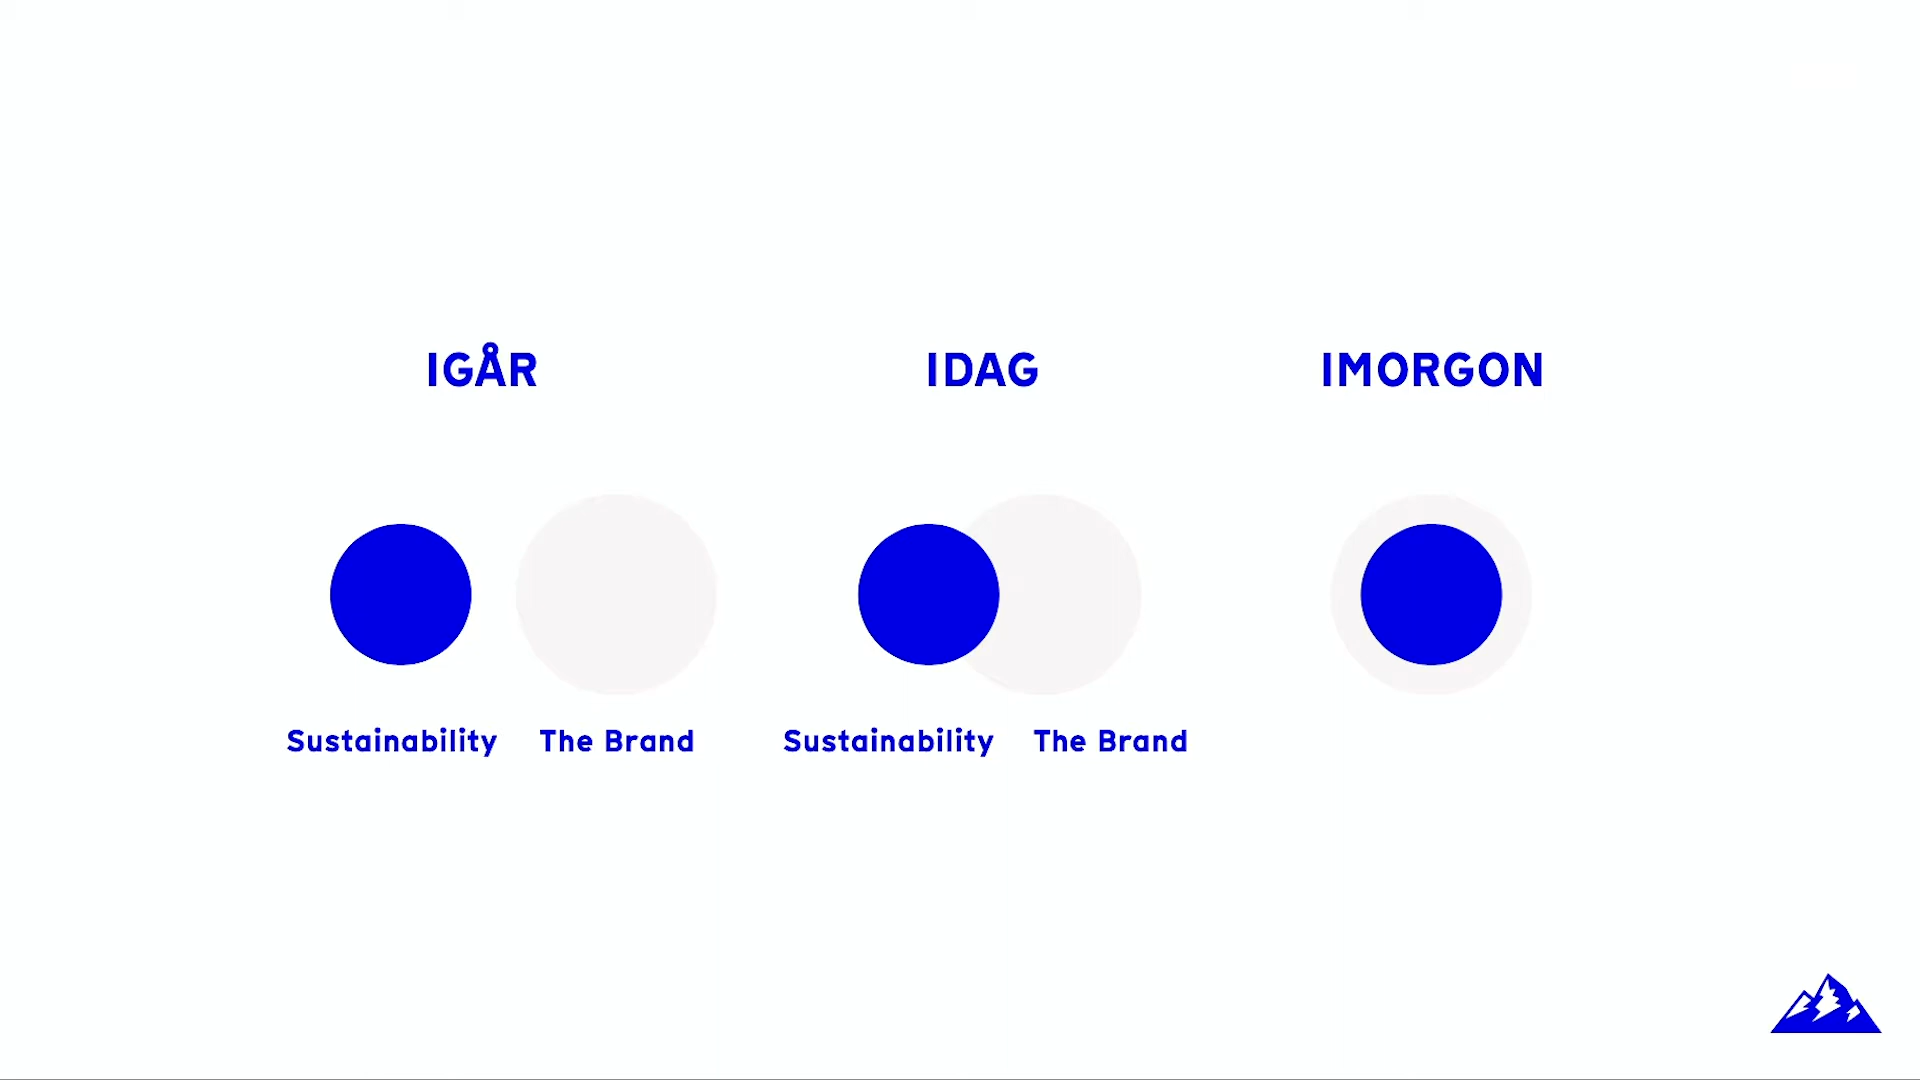 IGÅR
IDAG
IMORGON
Sustainability
The Brand
Sustainability
The Brand